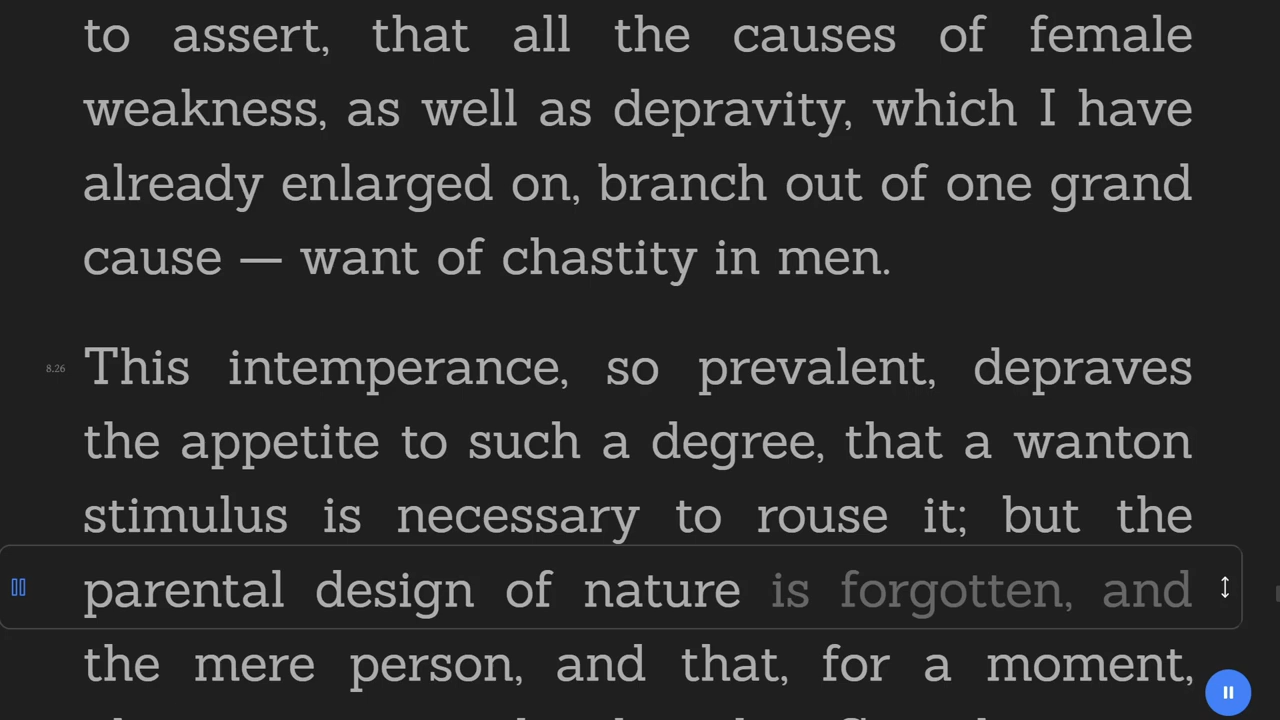 to assert, that all the causes of female
weakness, as well as depravity, which I have
already enlarged on, branch out of one grand
cause — want of chastity in men.
8.26
This intemperance, so prevalent, depraves
the appetite to such a degree, that a wanton
stimulus is necessary to rouse it; but the
parental design of nature is forgotten, and
the mere person, and that, for a moment,